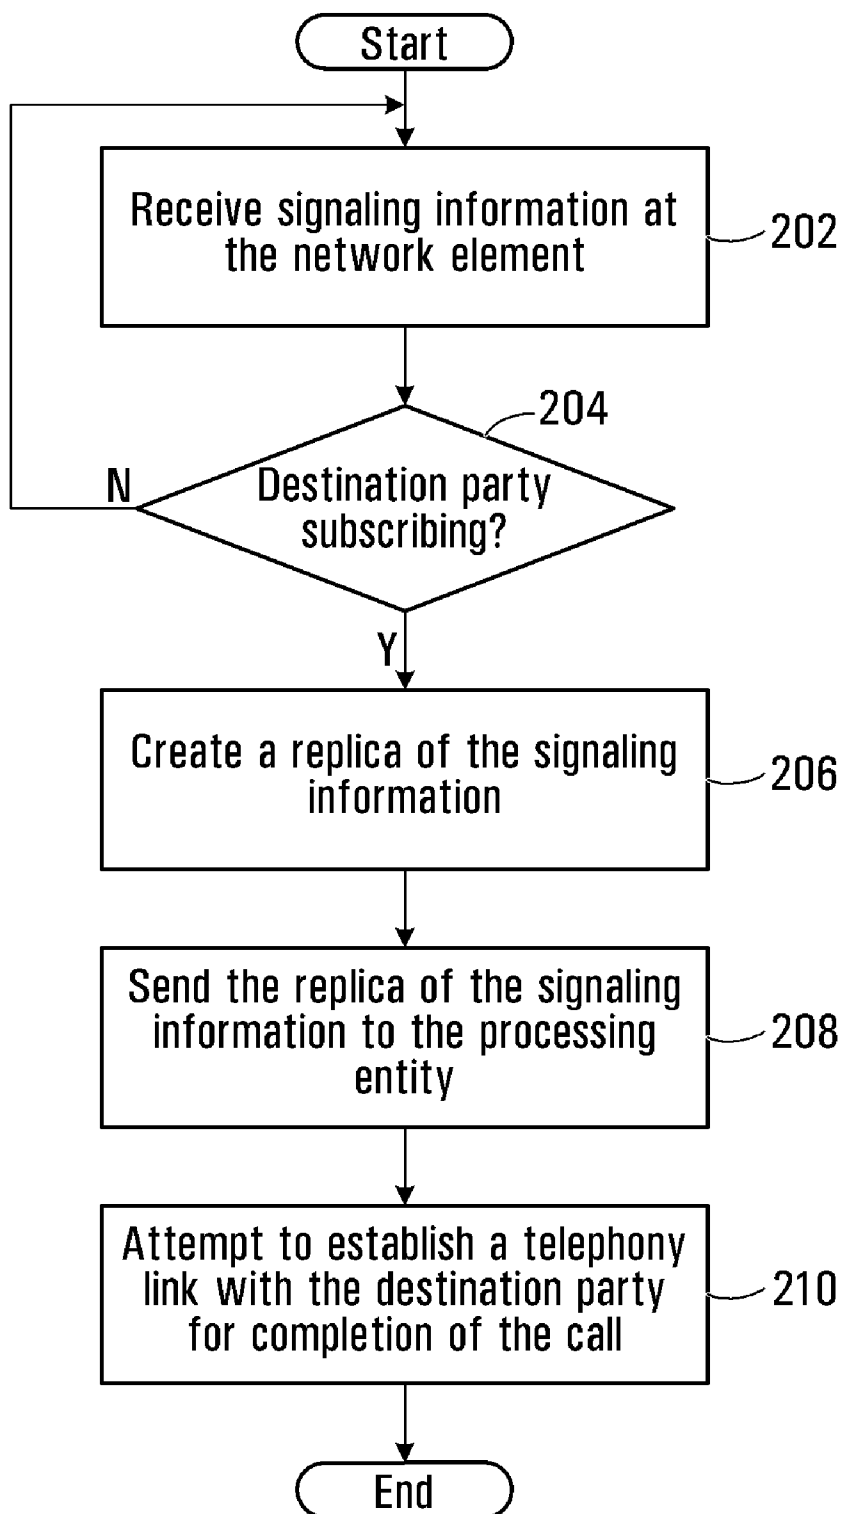 Start
Receive signaling information at
the network element
202
204
Destination party
subscribing?
N
Y
Create a replica of the signaling
information
206
Send the replica of the signaling
information to the processing
entity
208
Attempt to establish a telephony
link with the destination party
for completion of the call
210
End